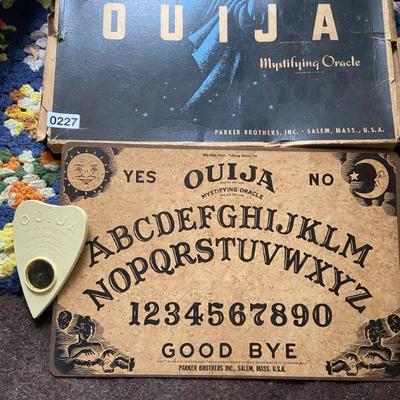 OUIJA
Mystifying Oracle
0227
PARKER BROTHERS, INC. · SALEM, MASS., U.S.A.
YES
OUIJA
NO
MYSTIFYING ORACLE
ABCDEFGHIJKLM
NOPQRSTUVWXYZ
1234567890
GOOD BYE
PARKER BROTHERS INC., SALEM, MASS. U.S.A.
OUIJA